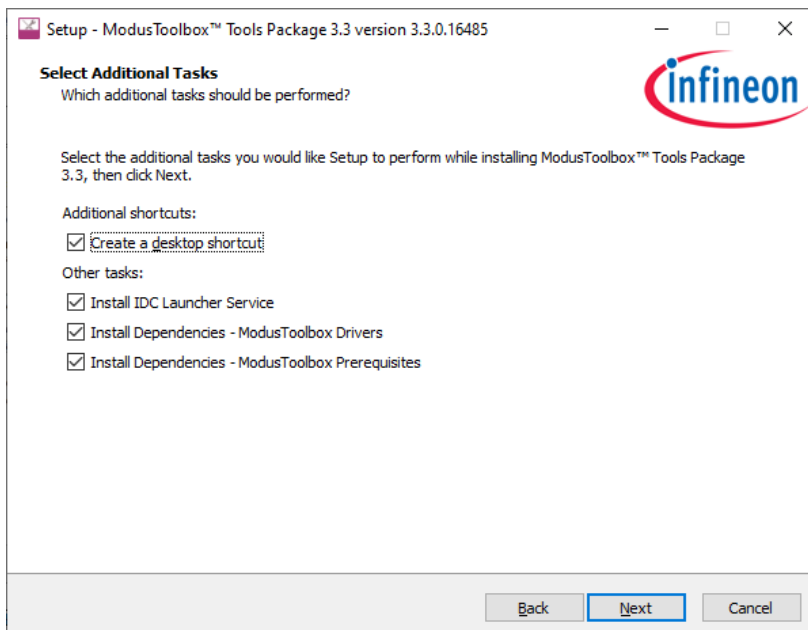 Setup - ModusToolbox™ Tools Package 3.3 version 3.3.0.16485
Select Additional Tasks
Which additional tasks should be performed?
infineon
Select the additional tasks you would like Setup to perform while installing ModusToolbox™ Tools Package
3.3, then click Next.
Additional shortcuts:
Create a desktop shortcut
Other tasks:
Install IDC Launcher Service
Install Dependencies - ModusToolbox Drivers
Install Dependencies - ModusToolbox Prerequisites
Back Next Cancel